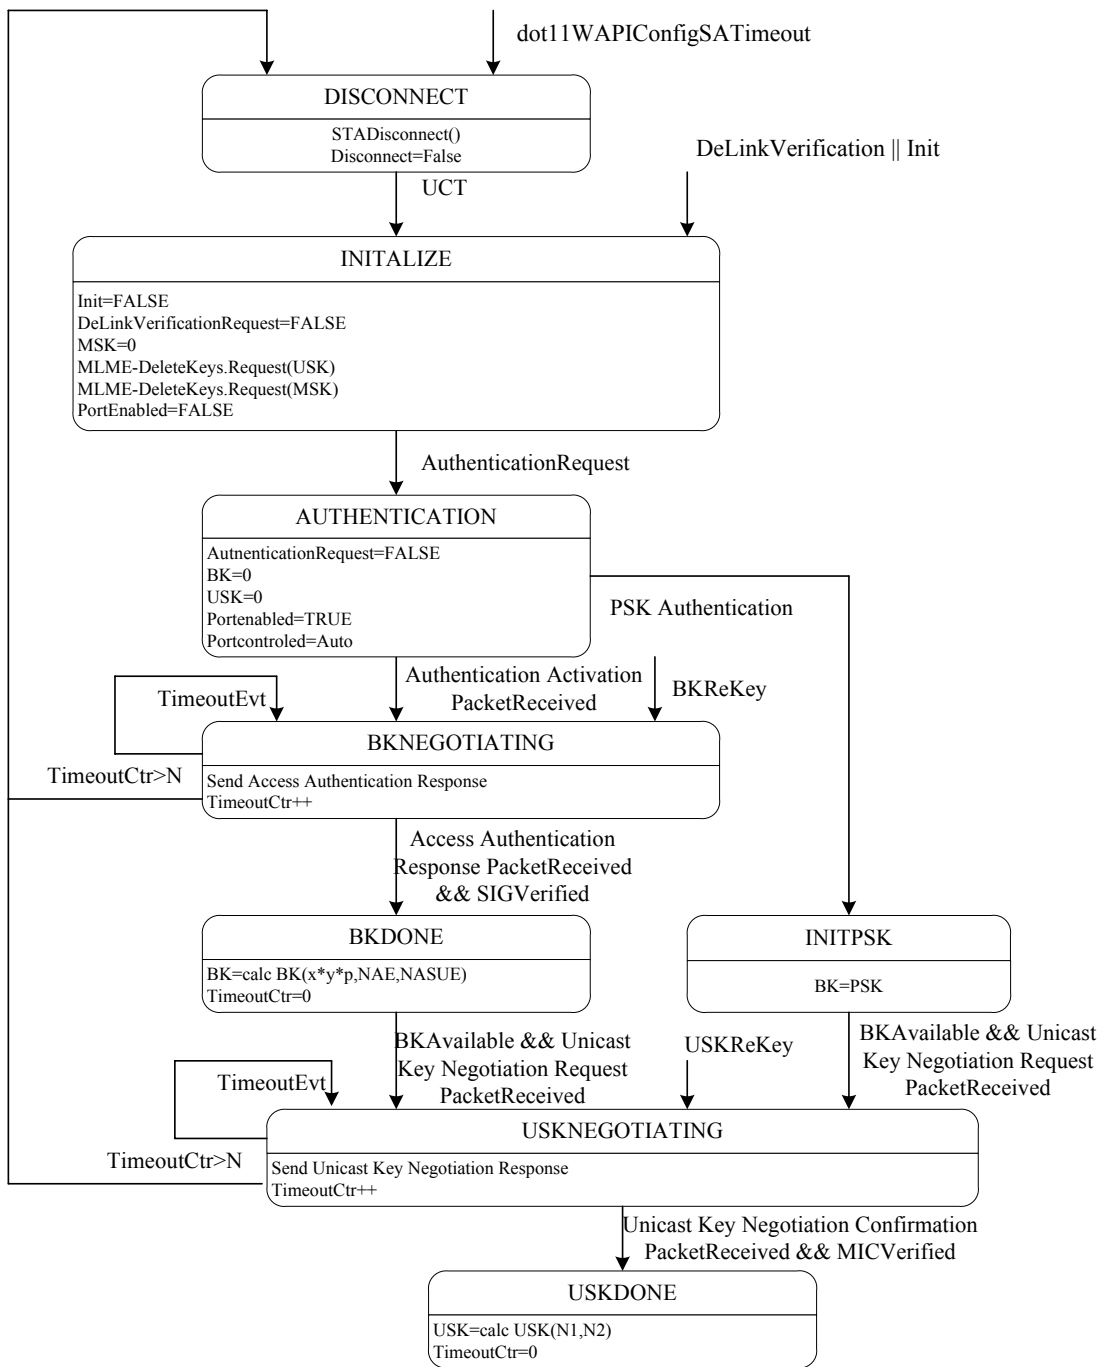 dot11WAPIConfigSATimeout
DISCONNECT
STADisconnect()
Disconnect=False
DeLinkVerification || Init
UCT
INITALIZE
Init=FALSE
DeLinkVerificationRequest=FALSE
MSK=0
MLME-DeleteKeys.Request(USK)
MLME-DeleteKeys.Request(MSK)
PortEnabled=FALSE
AuthenticationRequest
AUTHENTICATION
AutnenticationRequest=FALSE
BK=0
USK=0
Portenabled=TRUE
Portcontroled=Auto
PSK Authentication
Authentication Activation
PacketReceived
BKReKey
TimeoutEvt
BKNEGOTIATING
TimeoutCtr>N
Send Access Authentication Response
TimeoutCtr++
Access Authentication
Response PacketReceived
&& SIGVerified
BKDONE
BK=calc BK(x*y*p,NAE,NASUE)
TimeoutCtr=0
INITPSK
BK=PSK
BKAvailable && Unicast
Key Negotiation Request
PacketReceived
USKReKey
BKAvailable && Unicast
Key Negotiation Request
PacketReceived
TimeoutEvt
USKNEGOTIATING
TimeoutCtr>N
Send Unicast Key Negotiation Response
TimeoutCtr++
Unicast Key Negotiation Confirmation
PacketReceived && MICVerified
USKDONE
USK=calc USK(N1,N2)
TimeoutCtr=0